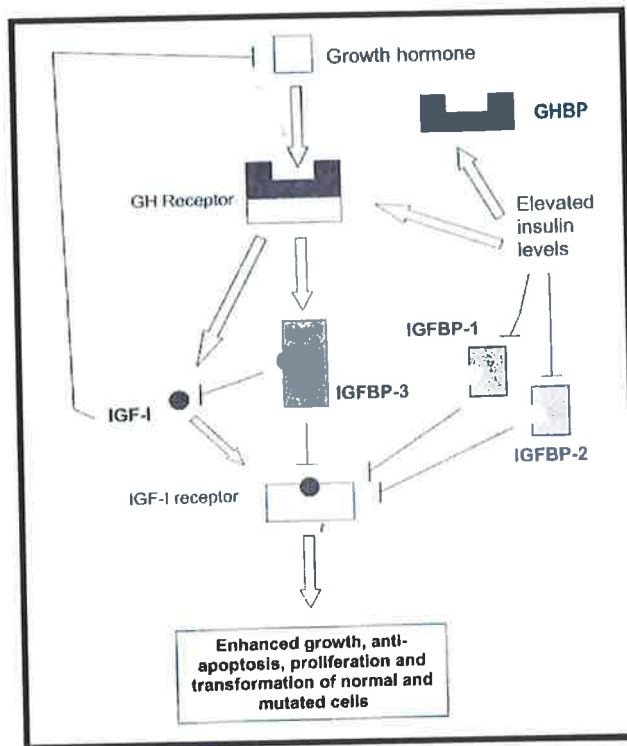 Growth hormone
GHBP
GH Receptor
Elevated
insulin
levels
IGFBP-1
IGFBP-3
IGF-I
IGFBP-2
IGF-I receptor
Enhanced growth, anti-
apoptosis, proliferation and
transformation of normal and
mutated cells